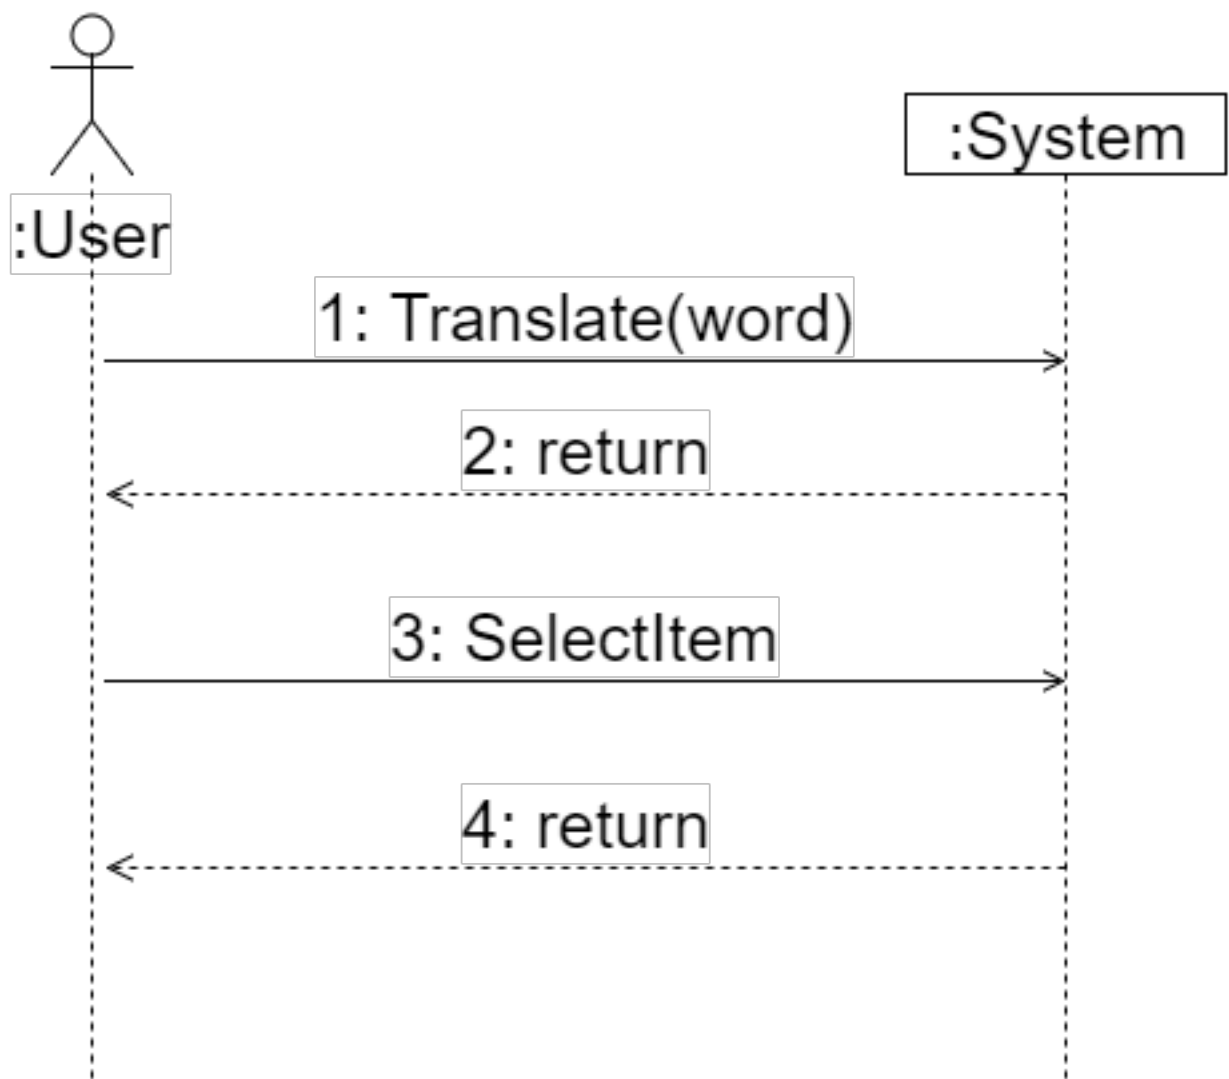 :System
:User
1: Translate(word)
2: return
3: SelectItem
4: return